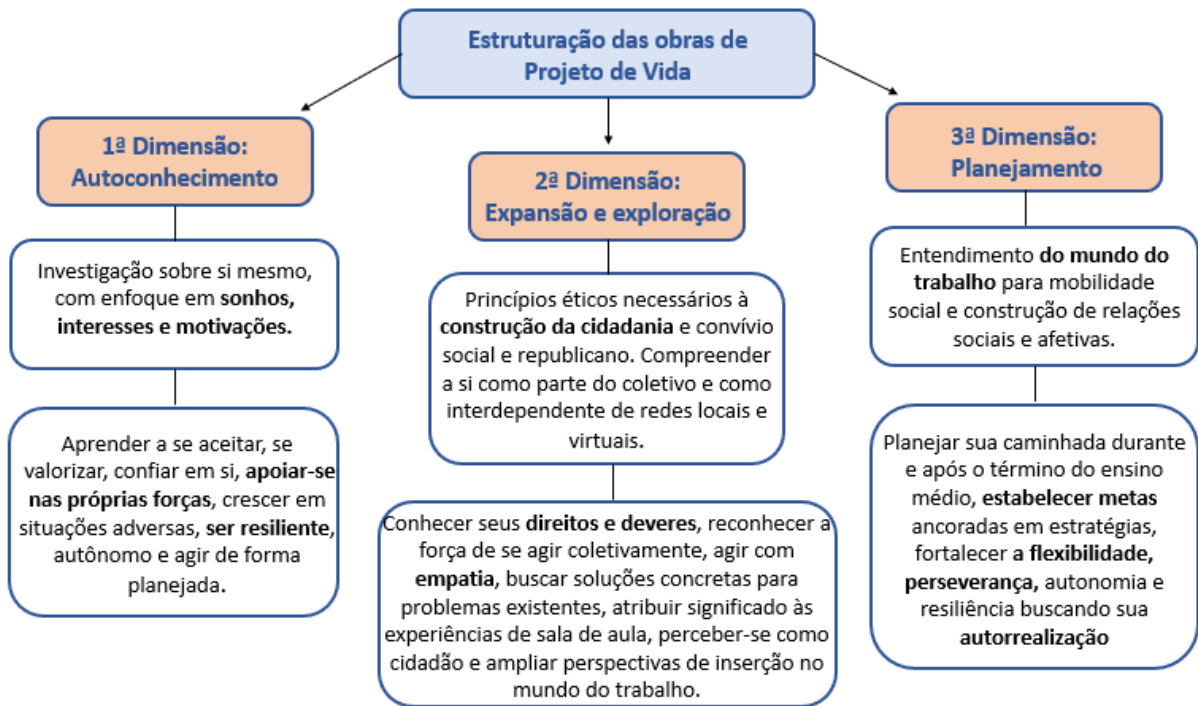 Estruturação das obras de
Projeto de Vida
1ª Dimensão:
Autoconhecimento
Investigação sobre si mesmo,
com enfoque em sonhos,
interesses e motivações.
Aprender a se aceitar, se
valorizar, confiar em si, apoiar-se
nas próprias forças, crescer em
situações adversas, ser resiliente,
autônomo e agir de forma
planejada.
2ª Dimensão:
Expansão e exploração
Princípios éticos necessários à
construção da cidadania e convívio
social e republicano. Compreender
a si como parte do coletivo e como
interdependente de redes locais e
virtuais.
Conhecer seus direitos e deveres, reconhecer a
força de se agir coletivamente, agir com
empatia, buscar soluções concretas para
problemas existentes, atribuir significado às
experiências de sala de aula, perceber-se como
cidadão e ampliar perspectivas de inserção no
mundo do trabalho.
3ª Dimensão:
Planejamento
Entendimento do mundo do
trabalho para mobilidade
social e construção de relações
sociais e afetivas.
Planejar sua caminhada durante
e após o término do ensino
médio, estabelecer metas
ancoradas em estratégias,
fortalecer a flexibilidade,
perseverança, autonomia e
resiliência buscando sua
autorrealização